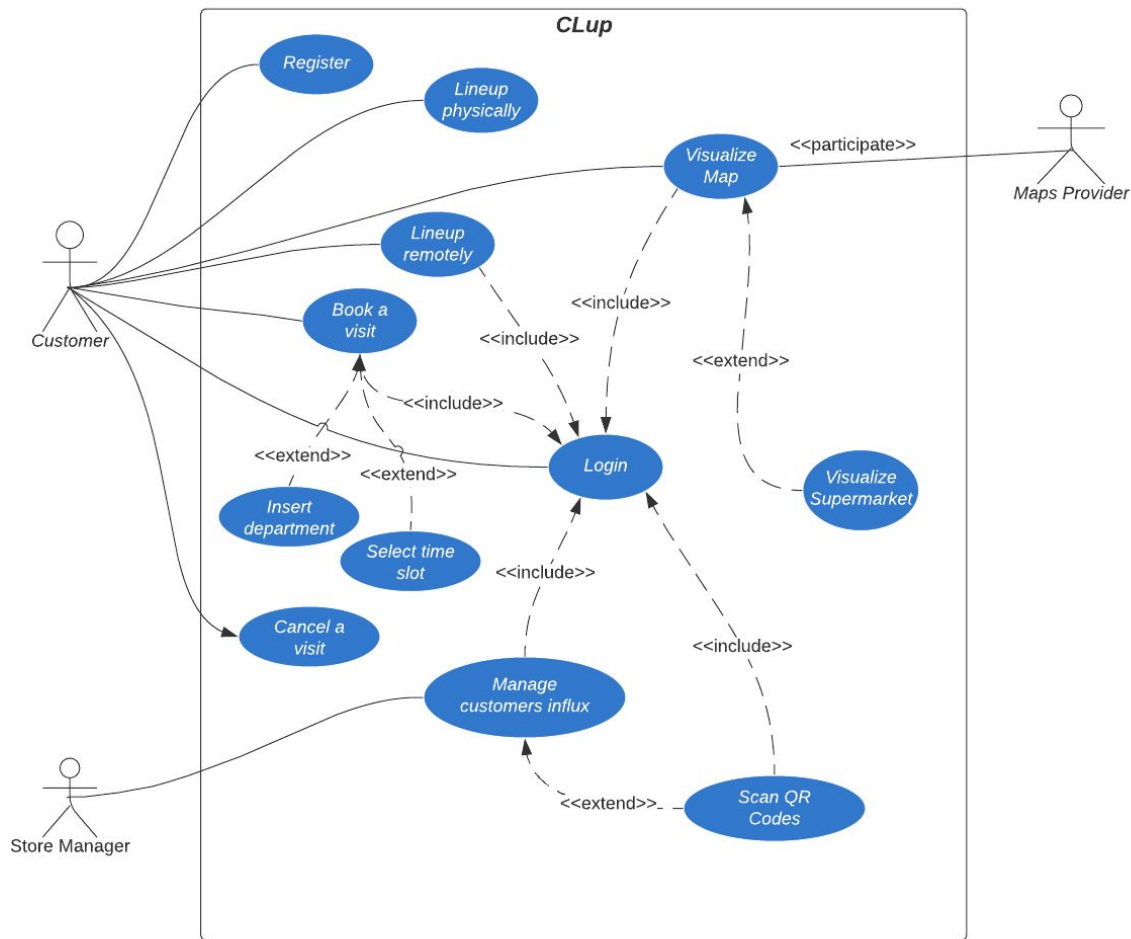 CLup
Register
Lineup
physically
Visualize
Map
<<participate>>
Maps Provider
Lineup
remotely
Customer
Book a
visit
<<include>>
<<include>>
<<extend>>
<<include>>
Login
<<extend>>
<<extend>>
Visualize
Supermarket
Insert
department
Select time
slot
<<include>>
Cancel a
visit
<<include>>
Manage
customers influx
Store Manager
<<extend>>
Scan QR
Codes